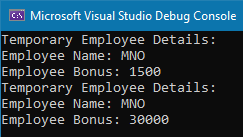 Microsoft Visual Studio Debug Console
Temporary Employee Details:
Employee Name: MNO
Employee Bonus: 1500
Temporary Employee Details:
Employee Name: MNO
Employee Bonus: 30000